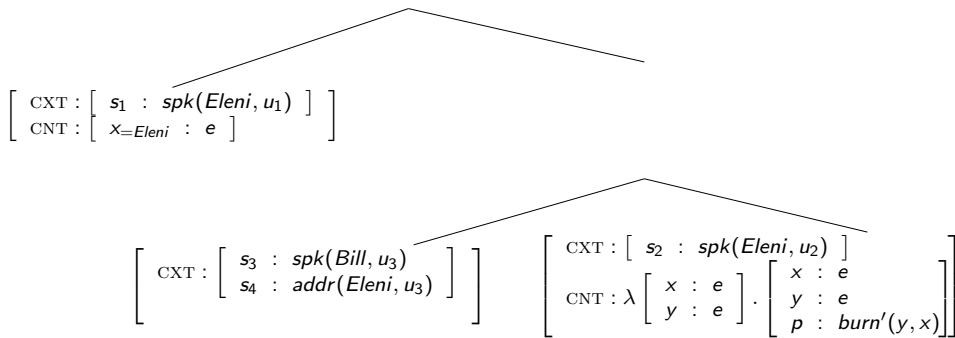 CXT : [ s₁ : spk(Eleni, u₁) ]
CNT : [ x₌Eleni : e ]
CXT : [ s₃ : spk(Bill, u₃)
s₄ : addr(Eleni, u₃) ]
CXT : [ s₂ : spk(Eleni, u₂) ]
CNT : λ [ x : e
y : e ] . [ x : e
y : e
p : burn′(y, x) ]